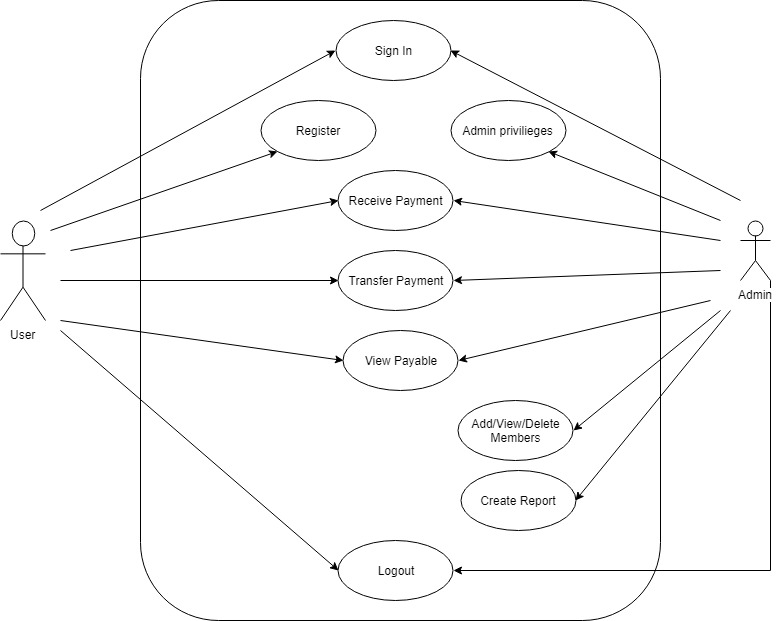 Sign In
Register
Admin privilieges
Receive Payment
Transfer Payment
Admin
User
View Payable
Add/View/Delete
Members
Create Report
Logout